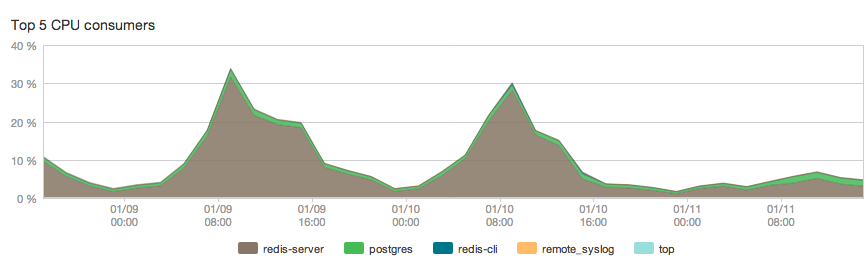 Top 5 CPU consumers
40 %
30 %
20 %
10 %
0 %
01/09 01/09 01/09 01/10 01/10 01/10 01/11 01/11
00:00 08:00 16:00 00:00 08:00 16:00 00:00 08:00
redis-server postgres redis-cli remote_syslog top